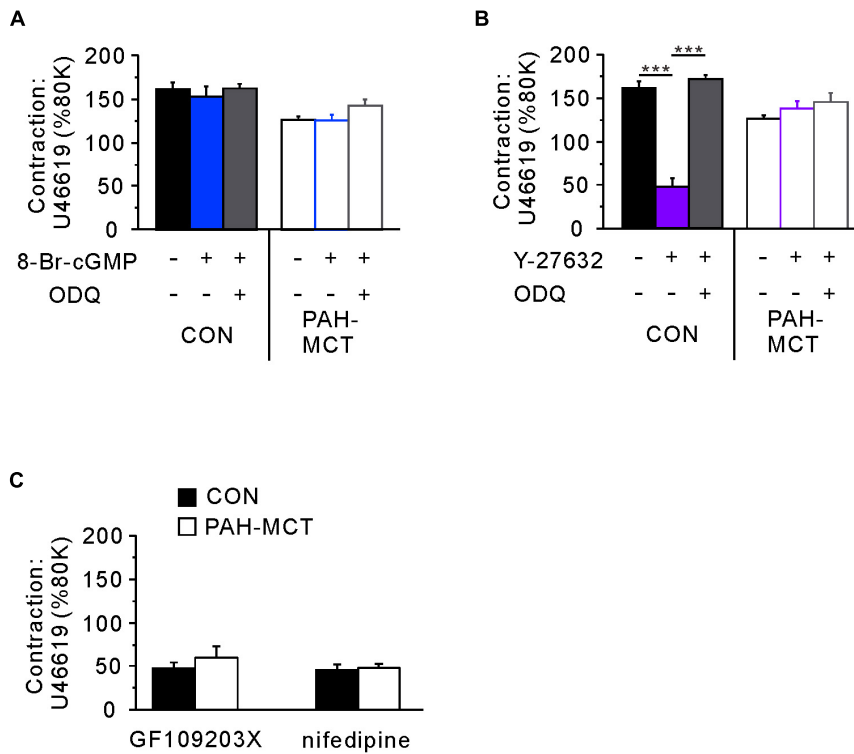 A
Contraction:
U46619 (%80K)
200
150
100
50
0
8-Br-cGMP - + + - + +
ODQ - - + - - +
CON
PAH-
MCT
B
Contraction:
U46619 (%80K)
200
150
100
50
0
*** ***
Y-27632 - + + - + +
ODQ - - + - - +
CON
PAH-
MCT
C
CON
PAH-MCT
Contraction:
U46619 (%80K)
200
150
100
50
0
GF109203X nifedipine